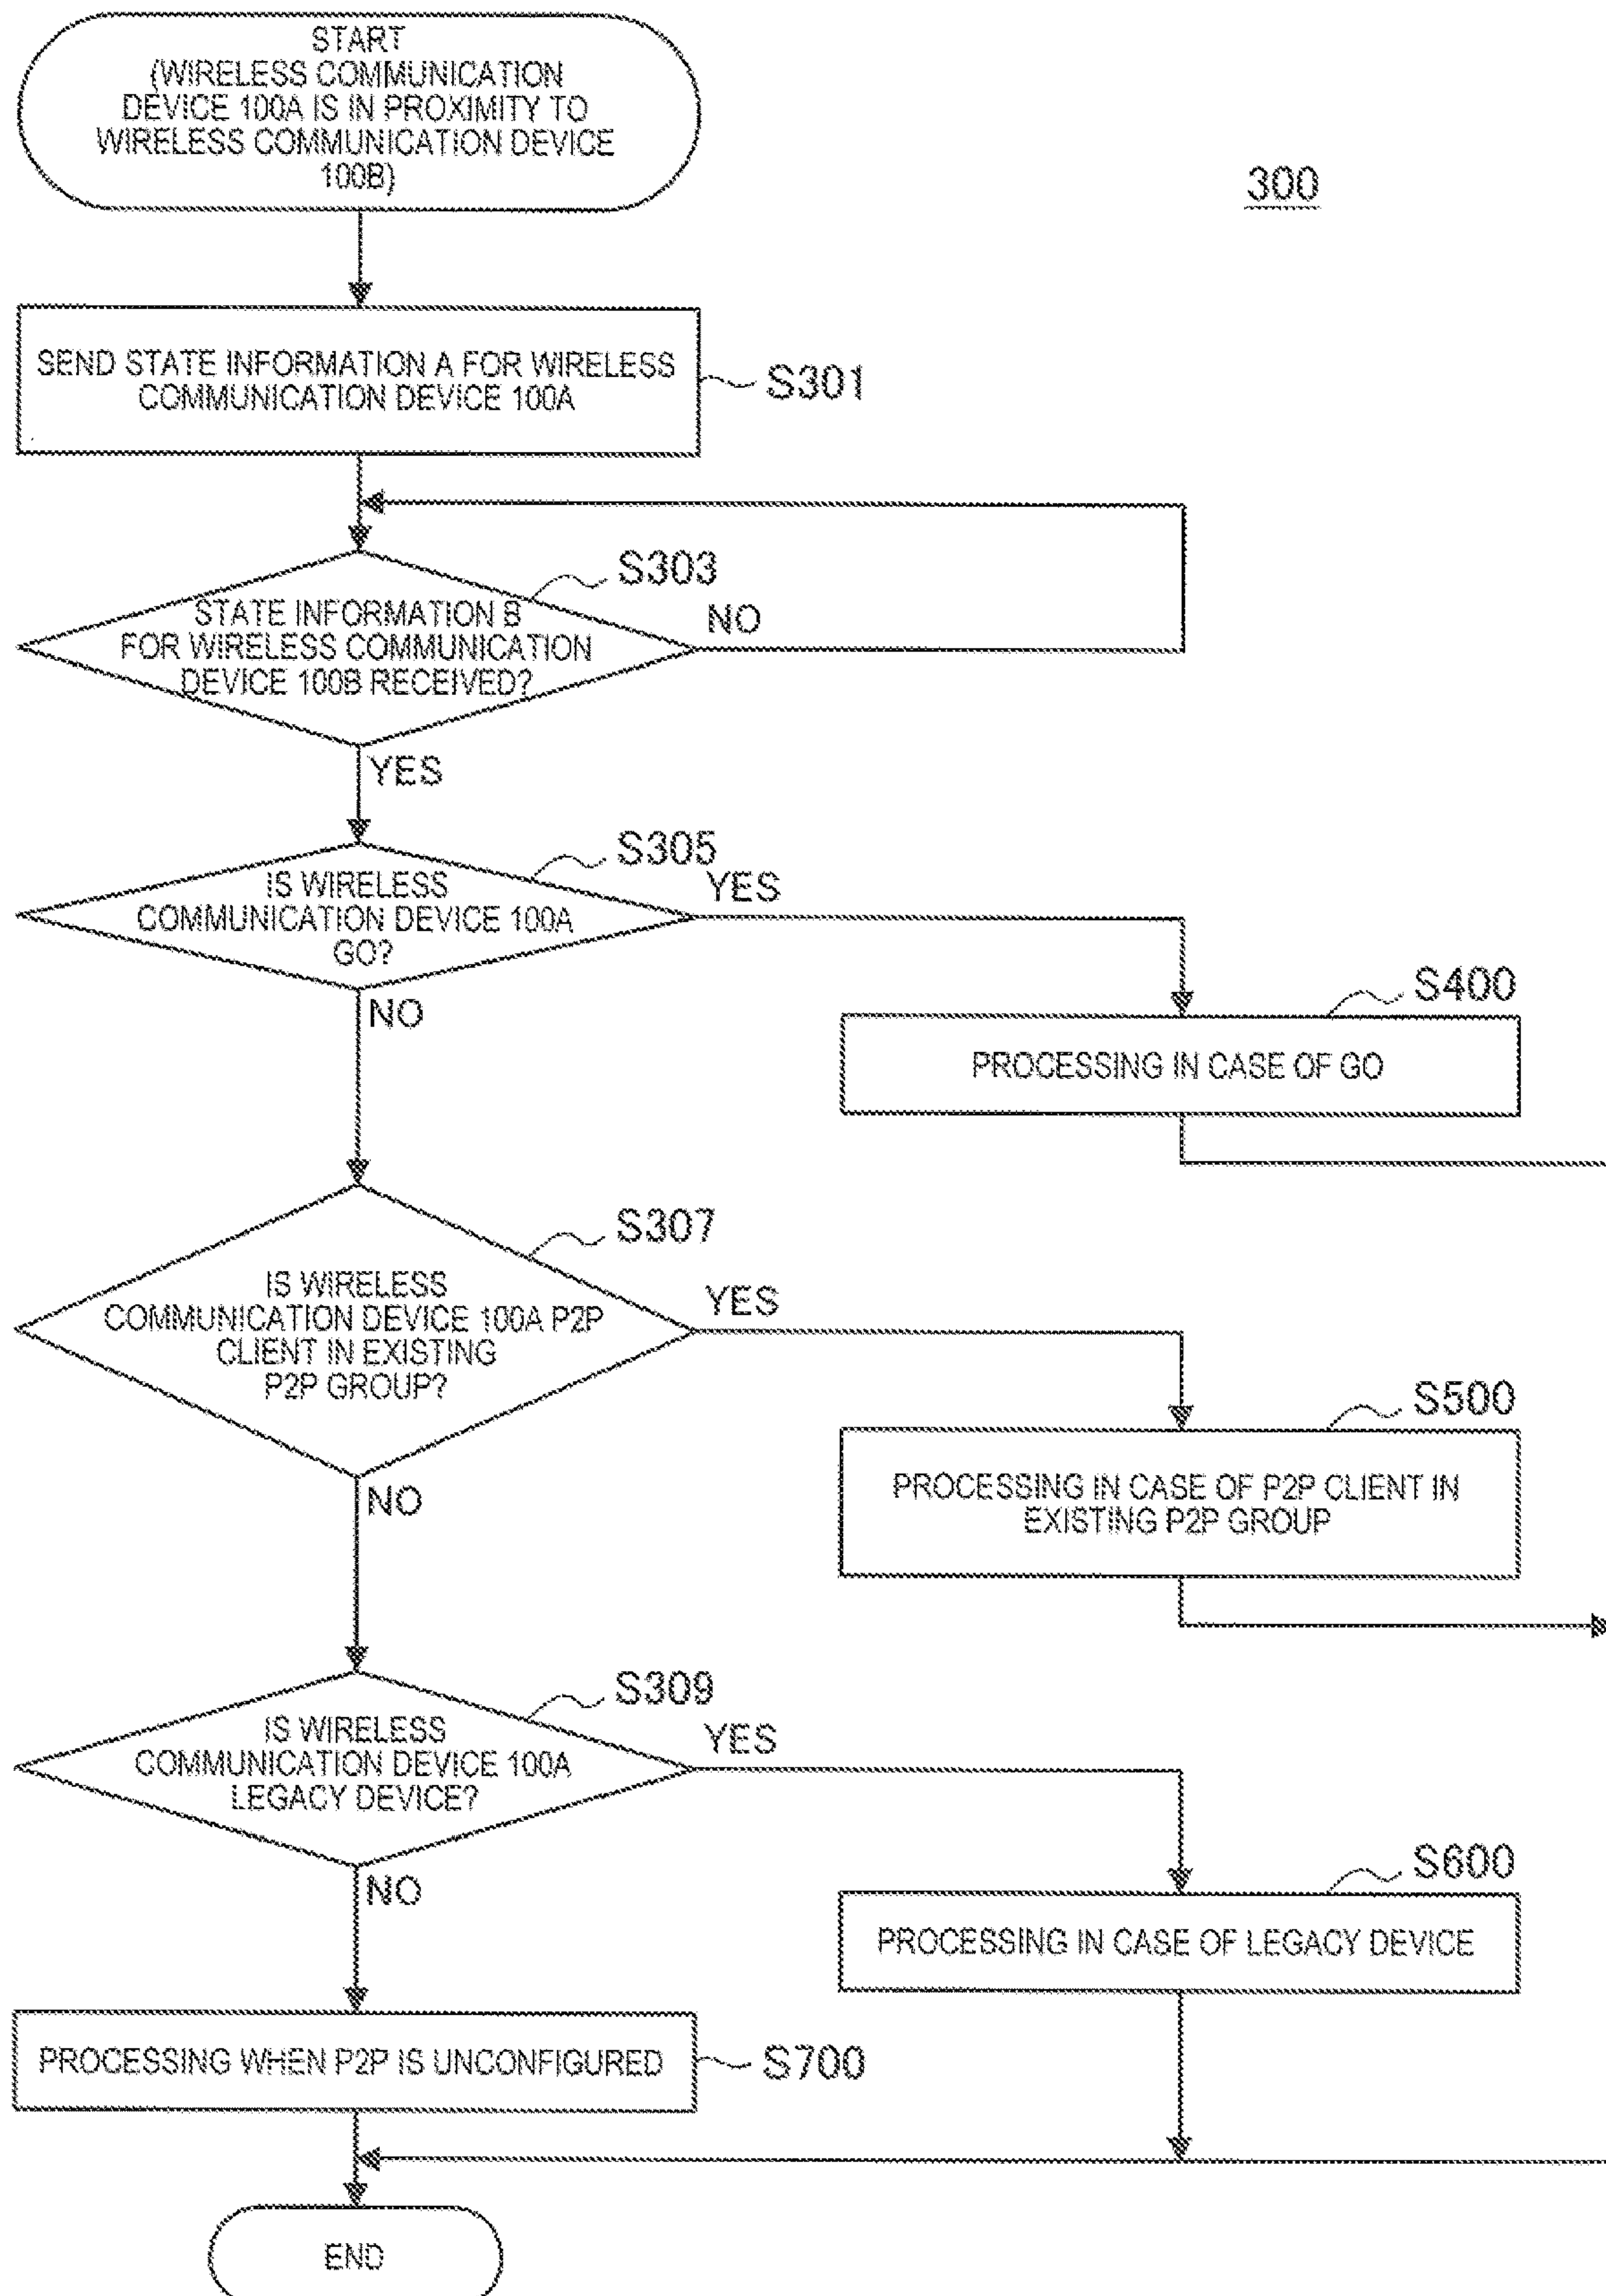 START
(WIRELESS COMMUNICATION
DEVICE 100A IS IN PROXIMITY TO
WIRELESS COMMUNICATION DEVICE
100B)
300
SEND STATE INFORMATION A FOR WIRELESS
COMMUNICATION DEVICE 100A
S301
S303
STATE INFORMATION B
FOR WIRELESS COMMUNICATION
DEVICE 100B RECEIVED?
NO
YES
S305
IS WIRELESS
COMMUNICATION DEVICE 100A
GO?
YES
NO
S400
PROCESSING IN CASE OF GO
S307
IS WIRELESS
COMMUNICATION DEVICE 100A P2P
CLIENT IN EXISTING
P2P GROUP?
YES
NO
S500
PROCESSING IN CASE OF P2P CLIENT IN
EXISTING P2P GROUP
S309
IS WIRELESS
COMMUNICATION DEVICE 100A
LEGACY DEVICE?
YES
NO
S600
PROCESSING IN CASE OF LEGACY DEVICE
PROCESSING WHEN P2P IS UNCONFIGURED
S700
END